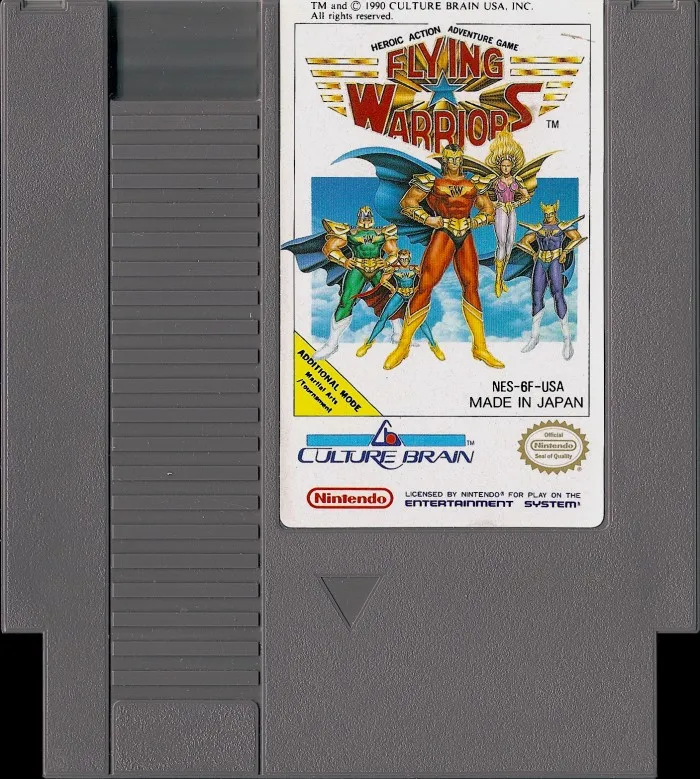 TM and © 1990 CULTURE BRAIN USA, INC.
All rights reserved.
HEROIC ACTION ADVENTURE GAME
FLYING
WARRIORS
TM
ADDITIONAL MODE
Martial Arts
/Tournament
NES-6F-USA
MADE IN JAPAN
CULTURE BRAIN
TM
Official
Nintendo
Seal of Quality
Nintendo
LICENSED BY NINTENDO® FOR PLAY ON THE
ENTERTAINMENT SYSTEM®